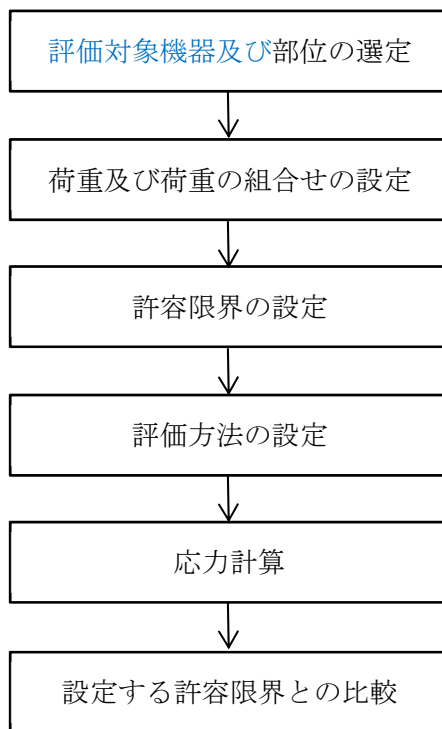 評価対象機器及び部位の選定
荷重及び荷重の組合せの設定
許容限界の設定
評価方法の設定
応力計算
設定する許容限界との比較